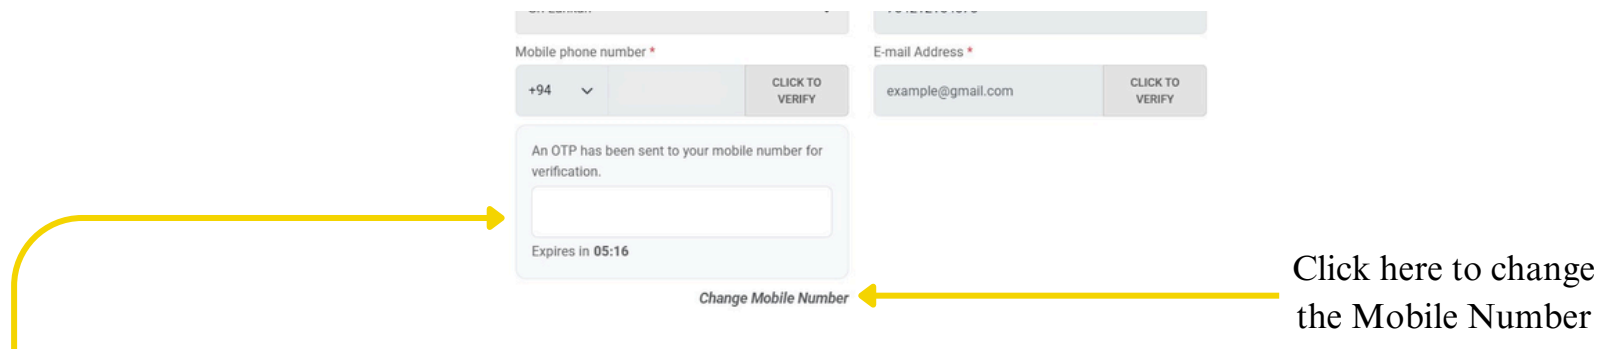 Mobile phone number *
E-mail Address *
+94
CLICK TO
VERIFY
example@gmail.com
CLICK TO
VERIFY
An OTP has been sent to your mobile number for
verification.
Expires in 05:16
Change Mobile Number
Click here to change
the Mobile Number